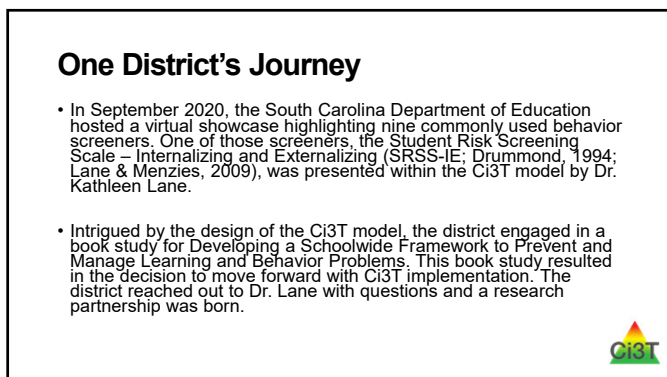 One District’s Journey
• In September 2020, the South Carolina Department of Education
hosted a virtual showcase highlighting nine commonly used behavior
screeners. One of those screeners, the Student Risk Screening
Scale – Internalizing and Externalizing (SRSS-IE; Drummond, 1994;
Lane & Menzies, 2009), was presented within the Ci3T model by Dr.
Kathleen Lane.
• Intrigued by the design of the Ci3T model, the district engaged in a
book study for Developing a Schoolwide Framework to Prevent and
Manage Learning and Behavior Problems. This book study resulted
in the decision to move forward with Ci3T implementation. The
district reached out to Dr. Lane with questions and a research
partnership was born.
Ci3T